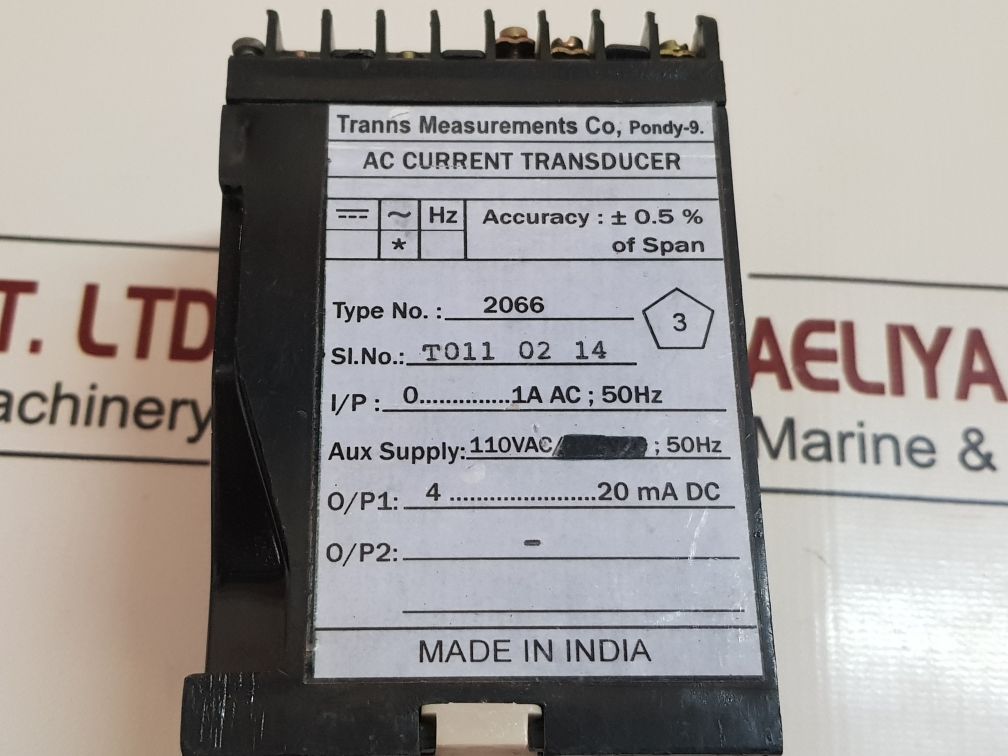 Tranns Measurements Co, Pondy-9.
AC CURRENT TRANSDUCER
⎓ ~ Hz
*
Accuracy : ± 0.5 %
of Span
Type No. : 2066
3
Sl.No.: T011 02 14
I/P : 0..............1A AC ; 50Hz
Aux Supply: 110VAC/ ; 50Hz
O/P1: 4 .......................20 mA DC
O/P2: -
MADE IN INDIA
T. LTD
achinery
AELIYA
Marine &